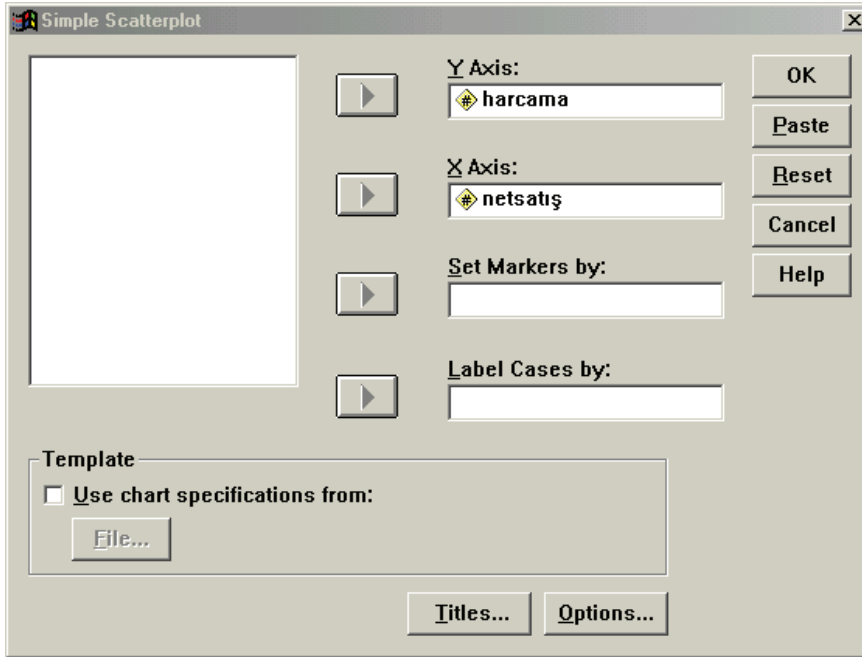 Simple Scatterplot
Y Axis:
harcama
X Axis:
netsatış
Set Markers by:
Label Cases by:
OK
Paste
Reset
Cancel
Help
Template
Use chart specifications from:
File...
Titles...
Options...